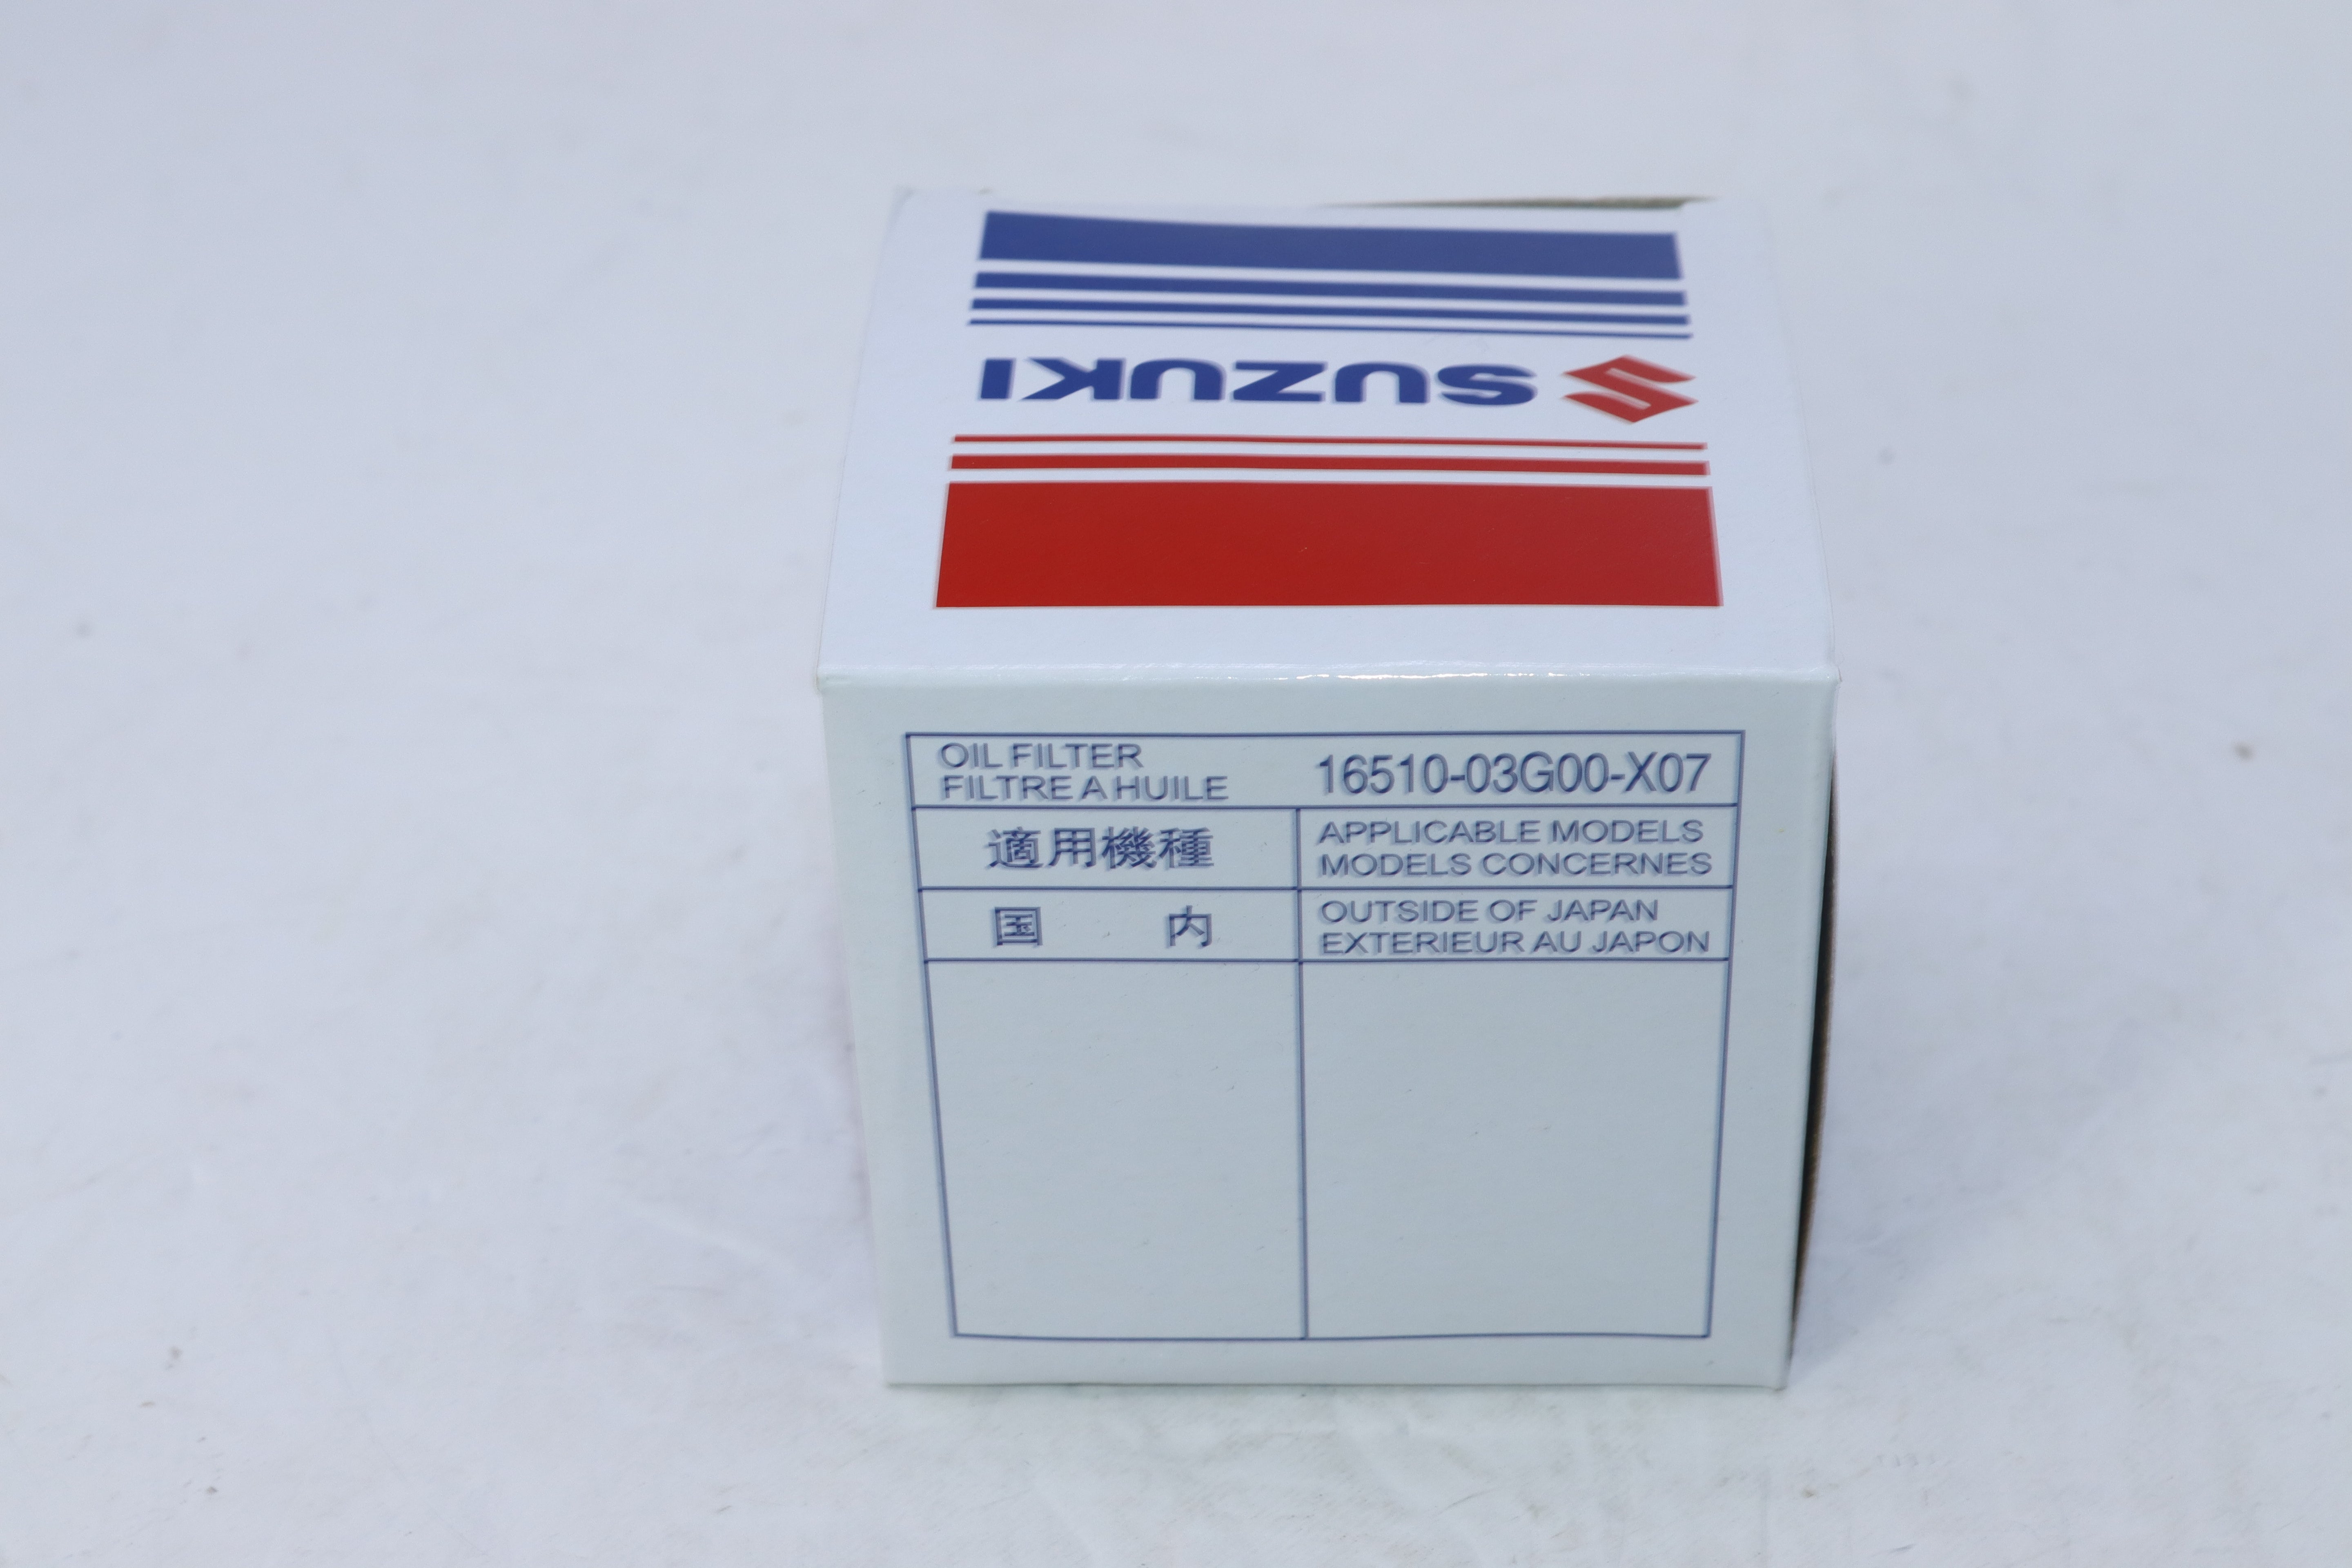 SUZUKI
OIL FILTER
FILTRE A HUILE
16510-03G00-X07
適用機種
APPLICABLE MODELS
MODELS CONCERNES
国 内
OUTSIDE OF JAPAN
EXTERIEUR AU JAPON